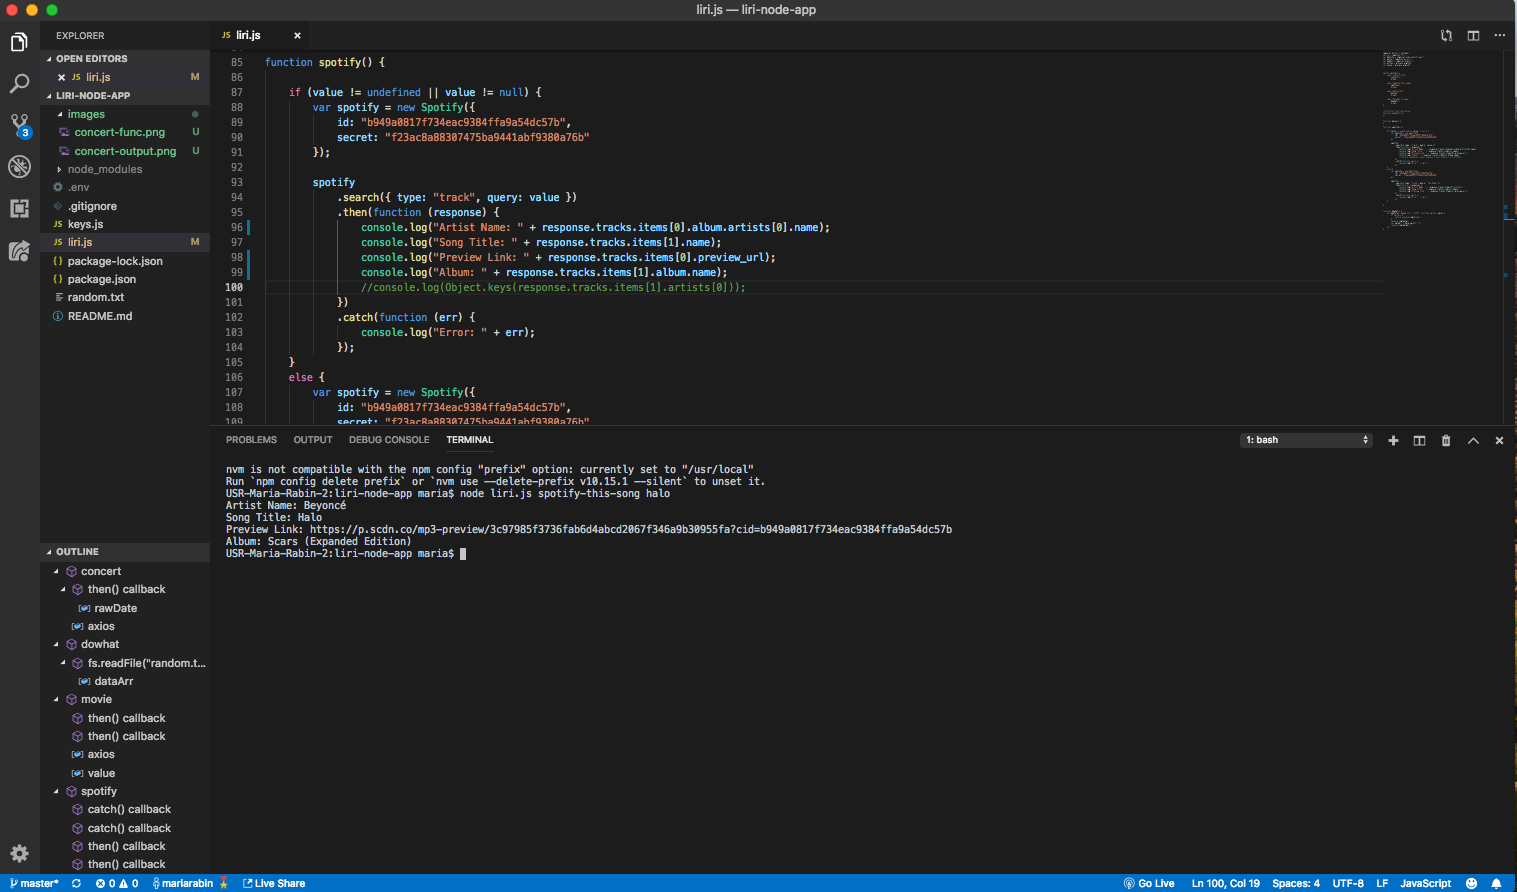 liri.js — liri-node-app
EXPLORER
OPEN EDITORS
JS liri.js M
LIRI-NODE-APP
images
concert-func.png U
concert-output.png U
node_modules
.env
.gitignore
JS keys.js
JS liri.js M
{} package-lock.json
{} package.json
random.txt
README.md
3
OUTLINE
concert
then() callback
rawDate
axios
dowhat
fs.readFile("random.t...
dataArr
movie
then() callback
then() callback
axios
value
spotify
catch() callback
catch() callback
then() callback
then() callback
JS liri.js
85 function spotify() {
86
87 if (value != undefined || value != null) {
88 var spotify = new Spotify({
89 id: "b949a0817f734eac9384ffa9a54dc57b",
90 secret: "f23ac8a88307475ba9441abf9380a76b"
91 });
92
93 spotify
94 .search({ type: "track", query: value })
95 .then(function (response) {
96 console.log("Artist Name: " + response.tracks.items[0].album.artists[0].name);
97 console.log("Song Title: " + response.tracks.items[1].name);
98 console.log("Preview Link: " + response.tracks.items[0].preview_url);
99 console.log("Album: " + response.tracks.items[1].album.name);
100 //console.log(Object.keys(response.tracks.items[1].artists[0]));
101 })
102 .catch(function (err) {
103 console.log("Error: " + err);
104 });
105 }
106 else {
107 var spotify = new Spotify({
108 id: "b949a0817f734eac9384ffa9a54dc57b",
109 secret: "f23ac8a88307475ba9441abf9380a76b"
PROBLEMS OUTPUT DEBUG CONSOLE TERMINAL 1: bash
nvm is not compatible with the npm config "prefix" option: currently set to "/usr/local"
Run `npm config delete prefix` or `nvm use --delete-prefix v10.15.1 --silent` to unset it.
USR-Maria-Rabin-2:liri-node-app maria$ node liri.js spotify-this-song halo
Artist Name: Beyoncé
Song Title: Halo
Preview Link: https://p.scdn.co/mp3-preview/3c97985f3736fab6d4abcd2067f346a9b30955fa?cid=b949a0817f734eac9384ffa9a54dc57b
Album: Scars (Expanded Edition)
USR-Maria-Rabin-2:liri-node-app maria$
master* 0 0 mariarabin Live Share Go Live Ln 100, Col 19 Spaces: 4 UTF-8 LF JavaScript